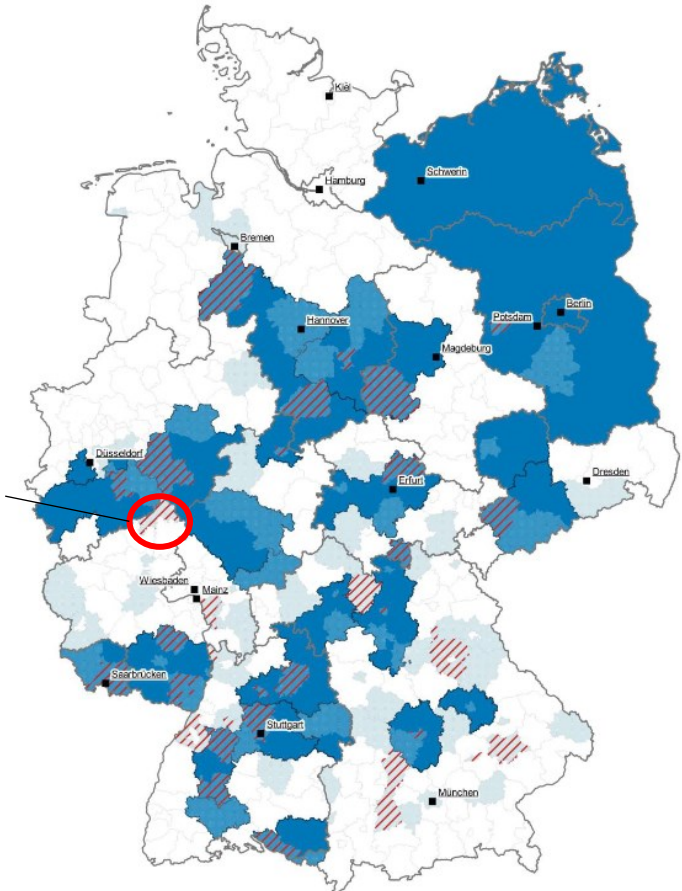 Kiel
Schwerin
Hamburg
Bremen
Berlin
Potsdam
Hannover
Magdeburg
Düsseldorf
Erfurt
Dresden
Wiesbaden
Mainz
Saarbrücken
Stuttgart
München